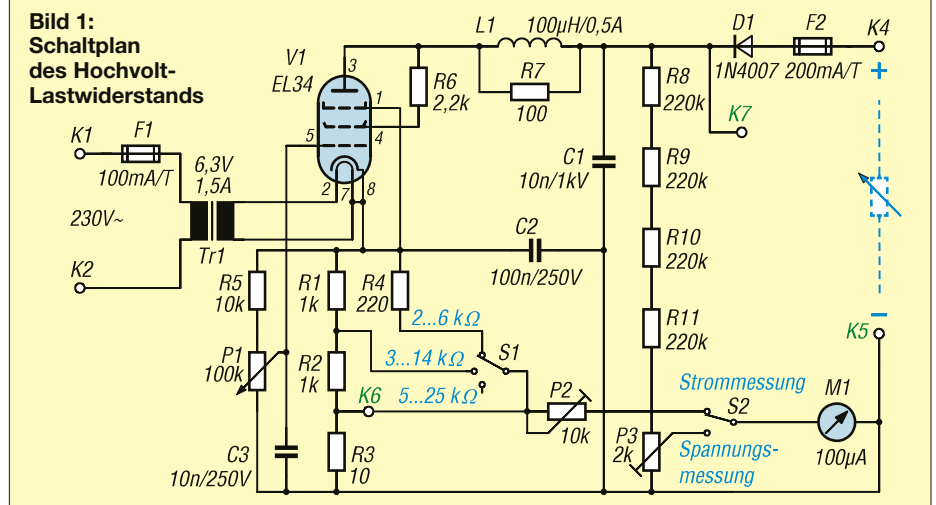 Bild 1:
Schaltplan
des Hochvolt-
Lastwiderstands
V1
EL34
3
1
4
5
2
7
8
L1
100µH/0,5A
R7
100
R6
2,2k
D1
1N4007
F2
200mA/T
K4
+
K7
R8
220k
R9
220k
R10
220k
R11
220k
C1
10n/1kV
K1
F1
100mA/T
6,3V
1,5A
230V~
Tr1
K2
C2
100n/250V
R5
10k
R1
1k
R4
220
2...6 kΩ
3...14 kΩ
5...25 kΩ
S1
P1
100k
R2
1k
K6
P2
10k
R3
10
C3
10n/250V
P3
2k
Strommessung
S2
Spannungs-
messung
M1
100µA
–
K5